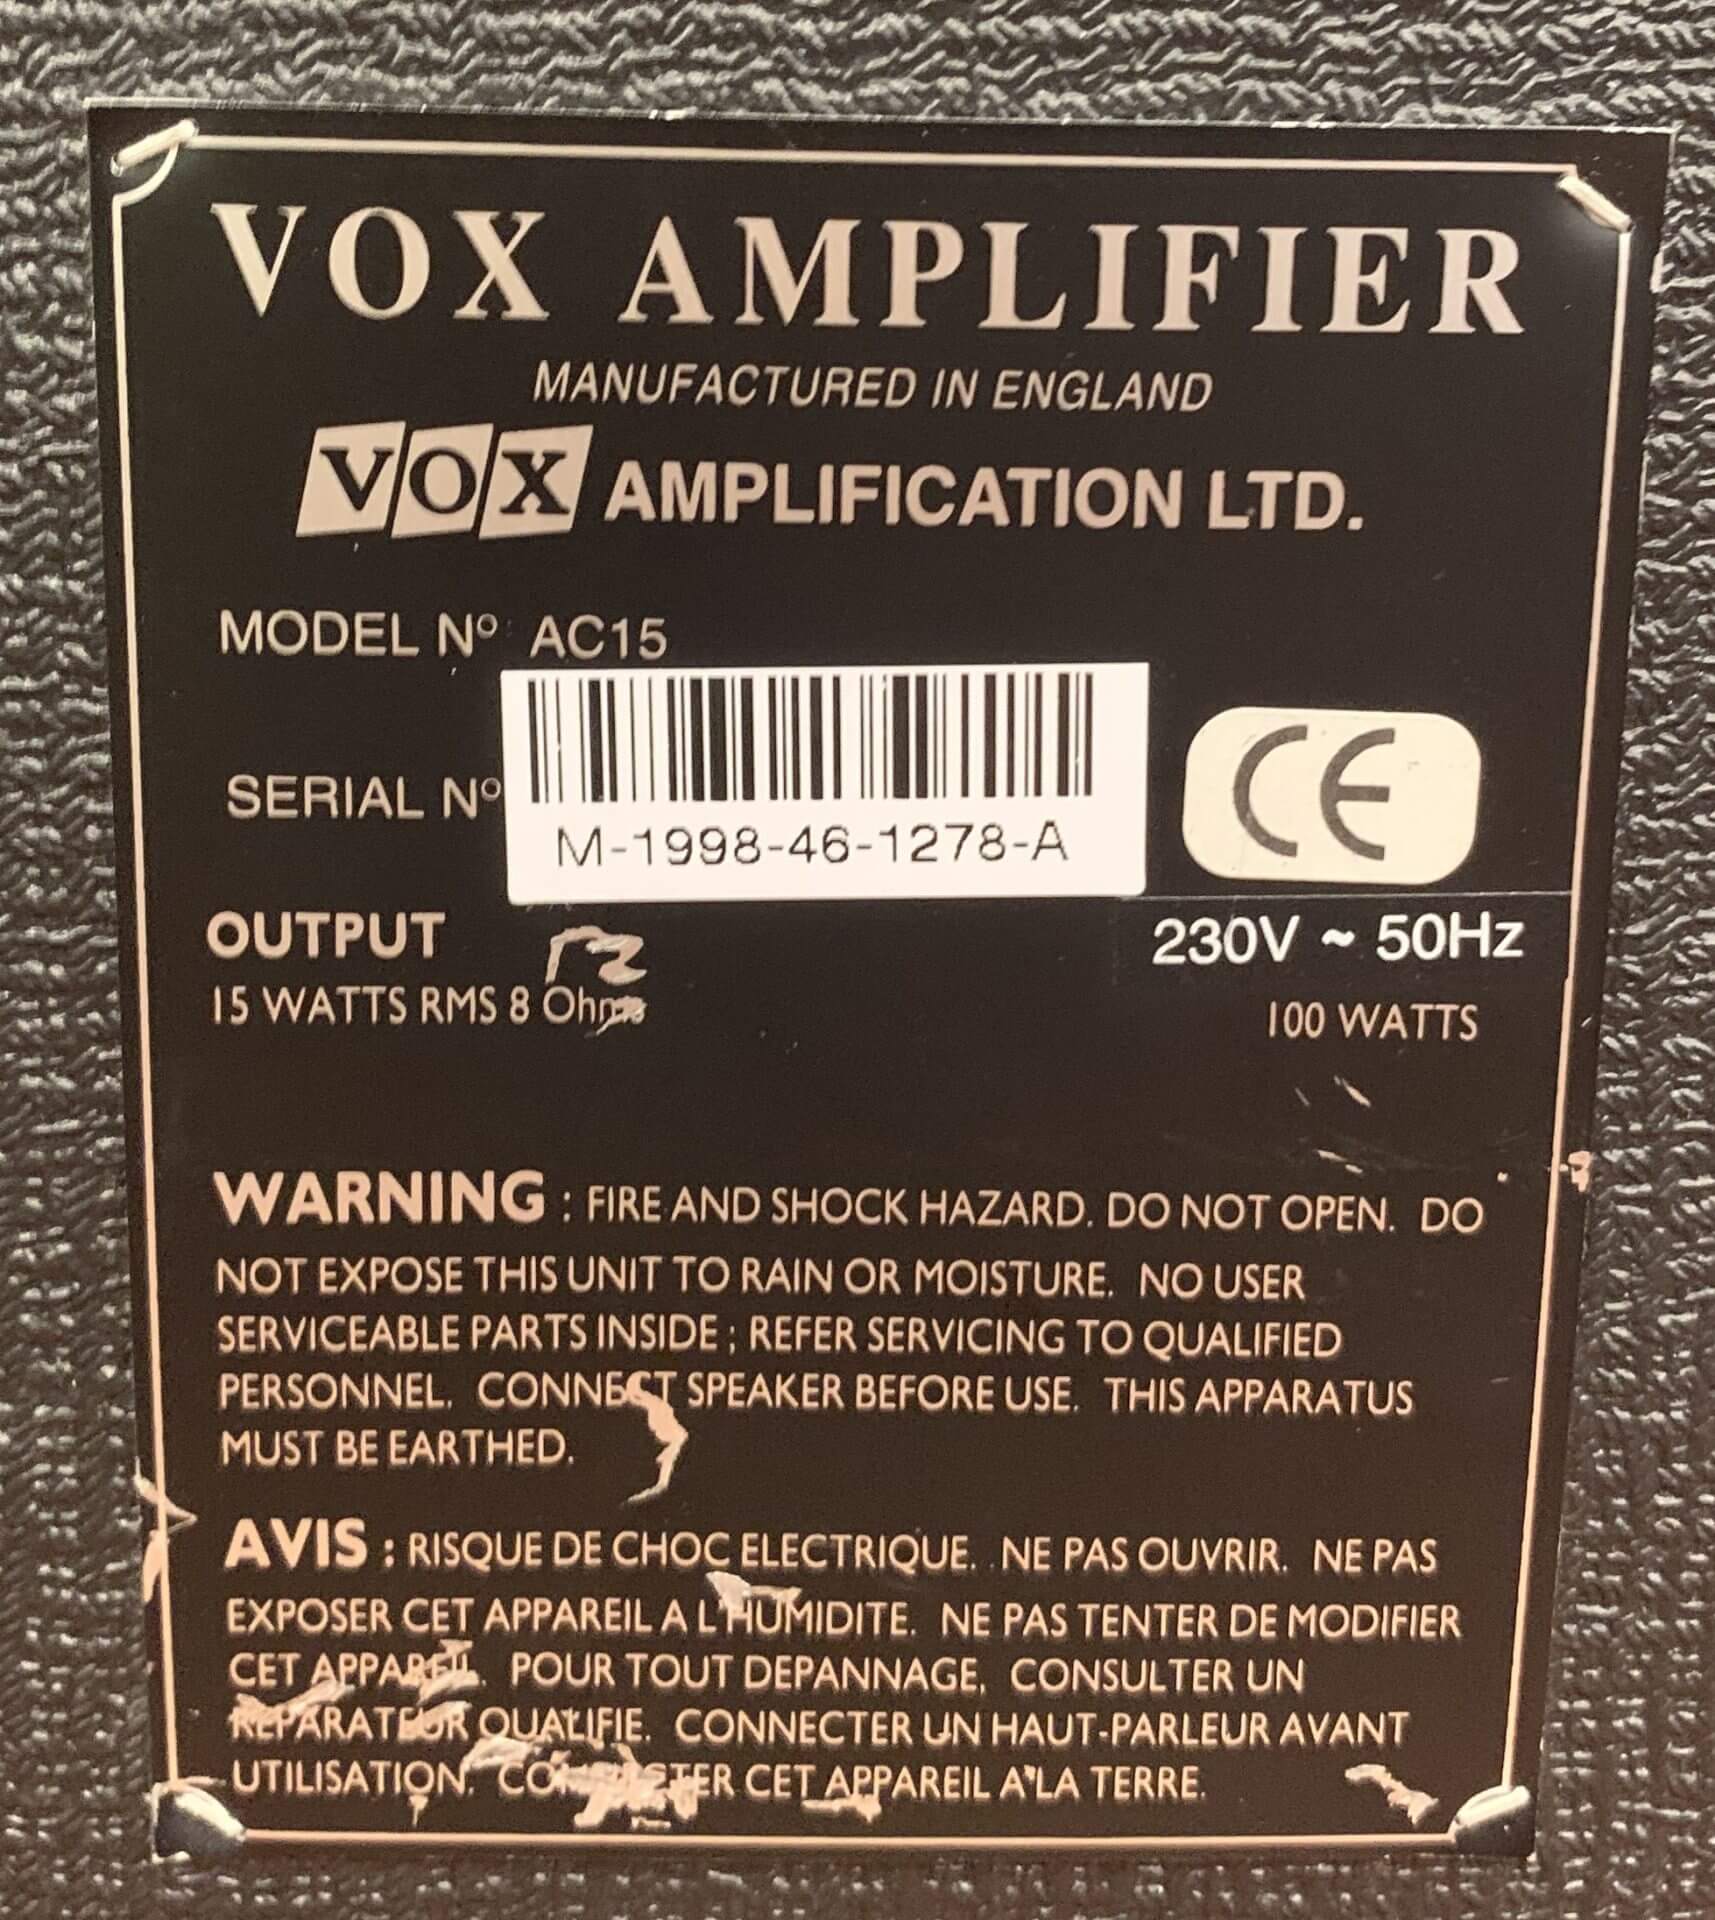 VOX AMPLIFIER
MANUFACTURED IN ENGLAND
VOX AMPLIFICATION LTD.
MODEL Nº AC15
SERIAL Nº
M-1998-46-1278-A
CE
OUTPUT
230V ~ 50Hz
15 WATTS RMS 8 Ohms
100 WATTS
WARNING : FIRE AND SHOCK HAZARD. DO NOT OPEN. DO
NOT EXPOSE THIS UNIT TO RAIN OR MOISTURE. NO USER
SERVICEABLE PARTS INSIDE ; REFER SERVICING TO QUALIFIED
PERSONNEL. CONNECT SPEAKER BEFORE USE. THIS APPARATUS
MUST BE EARTHED.
AVIS : RISQUE DE CHOC ELECTRIQUE. NE PAS OUVRIR. NE PAS
EXPOSER CET APPAREIL A L'HUMIDITE. NE PAS TENTER DE MODIFIER
CET APPAREIL. POUR TOUT DEPANNAGE, CONSULTER UN
REPARATEUR QUALIFIE. CONNECTER UN HAUT-PARLEUR AVANT
UTILISATION. CONNECTER CET APPAREIL A LA TERRE.